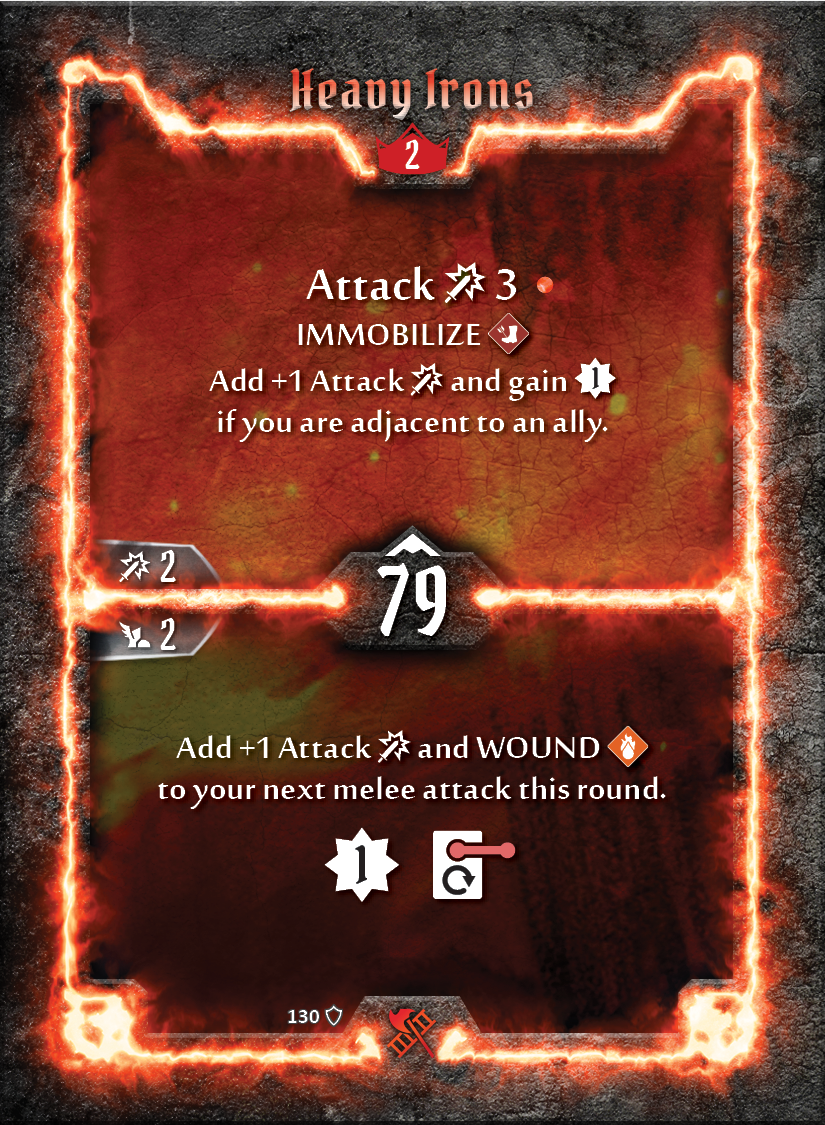 Heavy Irons
2
Attack 3
IMMOBILIZE
Add +1 Attack and gain 1
if you are adjacent to an ally.
2
79
2
Add +1 Attack and WOUND
to your next melee attack this round.
1
130